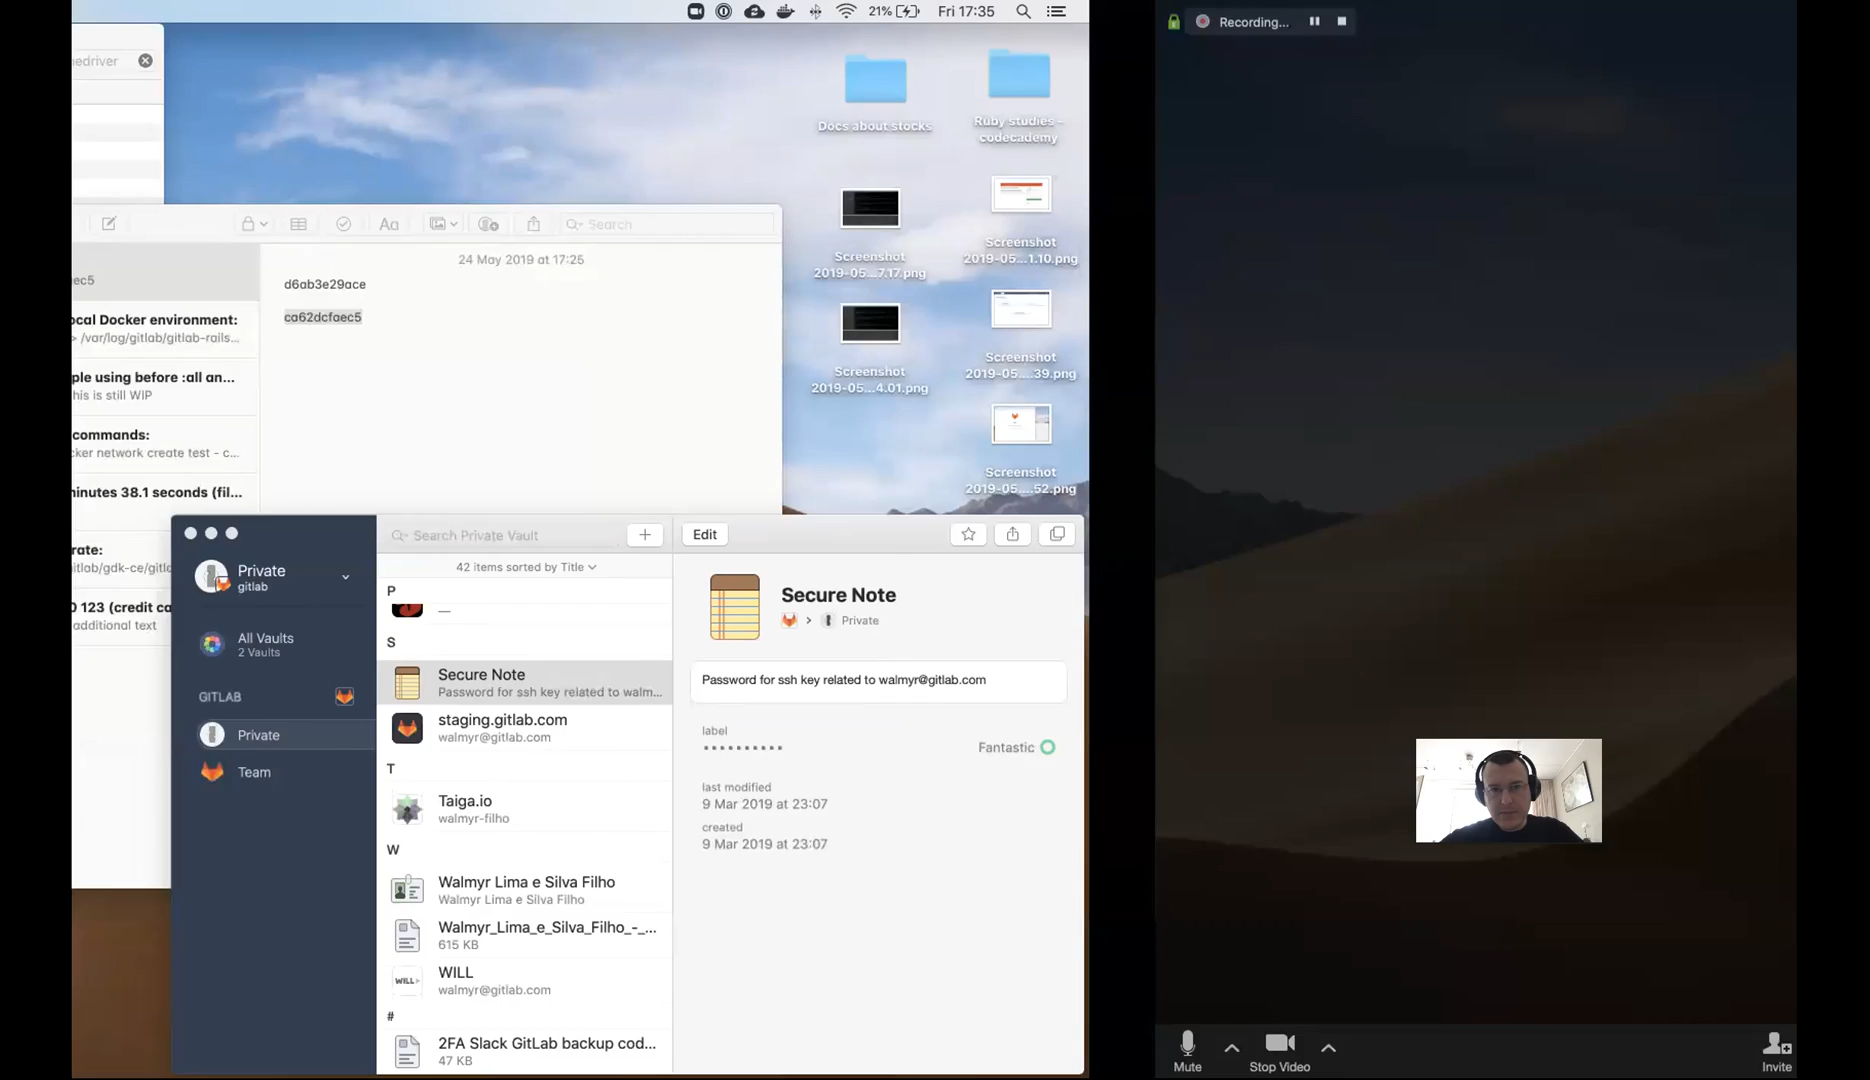 21%
Fri 17:35
Recording...
edriver
Docs about stocks
Ruby studies -
codecademy
Search
24 May 2019 at 17:25
d6ab3e29ace
ca62dcfaec5
ec5
ocal Docker environment:
> /var/log/gitlab/gitlab-rails...
ple using before :all an...
his is still WIP
commands:
cker network create test - c...
inutes 38.1 seconds (fil...
rate:
itlab/gdk-ce/gitlc
0 123 (credit ca
additional text
Screenshot
2019-05...7.17.png
Screenshot
2019-05...1.10.png
Screenshot
2019-05...4.01.png
Screenshot
2019-05....39.png
Screenshot
2019-05....52.png
Private
gitlab
All Vaults
2 Vaults
GITLAB
Private
Team
Search Private Vault
42 items sorted by Title
P
—
S
Secure Note
Password for ssh key related to walm...
staging.gitlab.com
walmyr@gitlab.com
T
Taiga.io
walmyr-filho
W
Walmyr Lima e Silva Filho
Walmyr Lima e Silva Filho
Walmyr_Lima_e_Silva_Filho_-_...
615 KB
WILL
WILL>
walmyr@gitlab.com
#
2FA Slack GitLab backup cod...
47 KB
Edit
Secure Note
> Private
Password for ssh key related to walmyr@gitlab.com
label
••••••••••
Fantastic
last modified
9 Mar 2019 at 23:07
created
9 Mar 2019 at 23:07
Mute
Stop Video
Invite